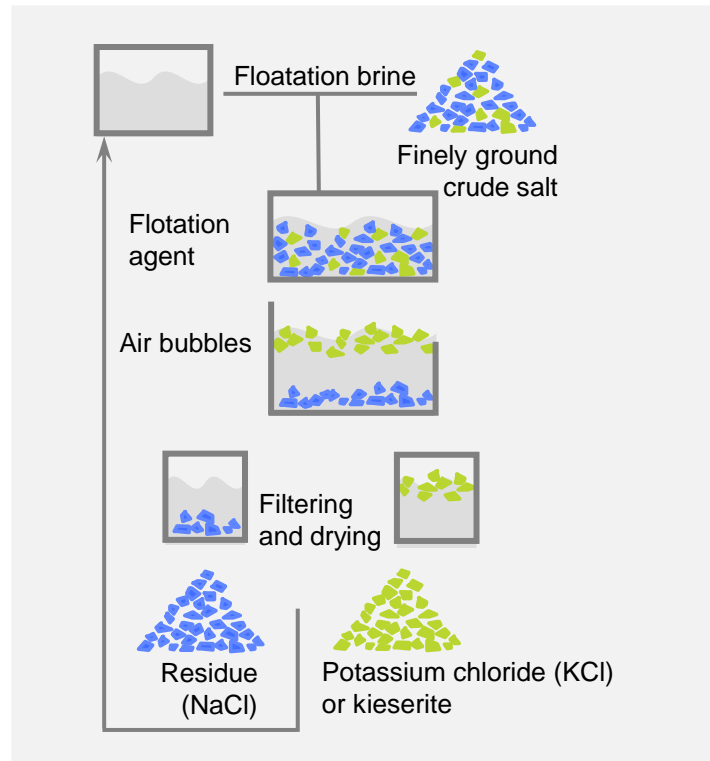 Floatation brine
Finely ground
crude salt
Flotation
agent
Air bubbles
Filtering
and drying
Residue
(NaCl)
Potassium chloride (KCl)
or kieserite